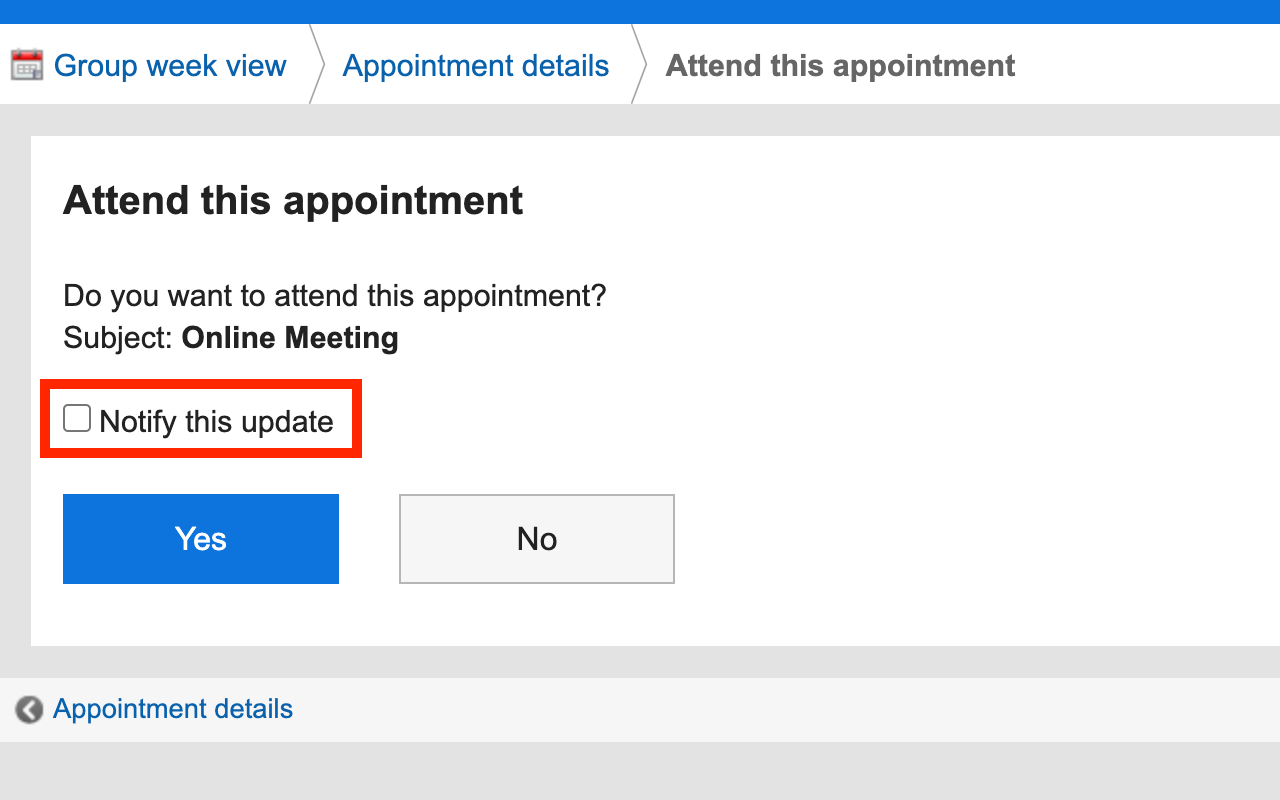 Group week view
Appointment details
Attend this appointment
Attend this appointment
Do you want to attend this appointment?
Subject: Online Meeting
Notify this update
Yes
No
Appointment details